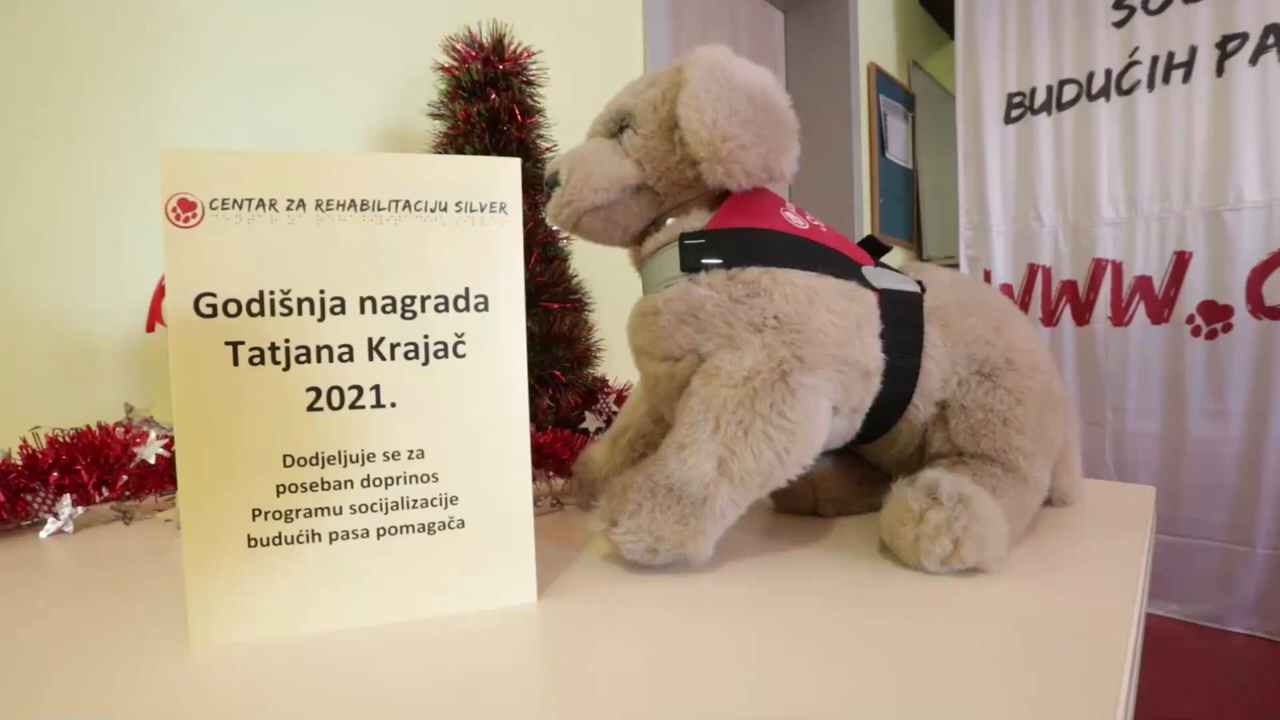 CENTAR ZA REHABILITACIJU SILVER
Godišnja nagrada
Tatjana Krajač
2021.
Dodjeljuje se za
poseban doprinos
Programu socijalizacije
budućih pasa pomagača
BUDUĆIH
WWW.